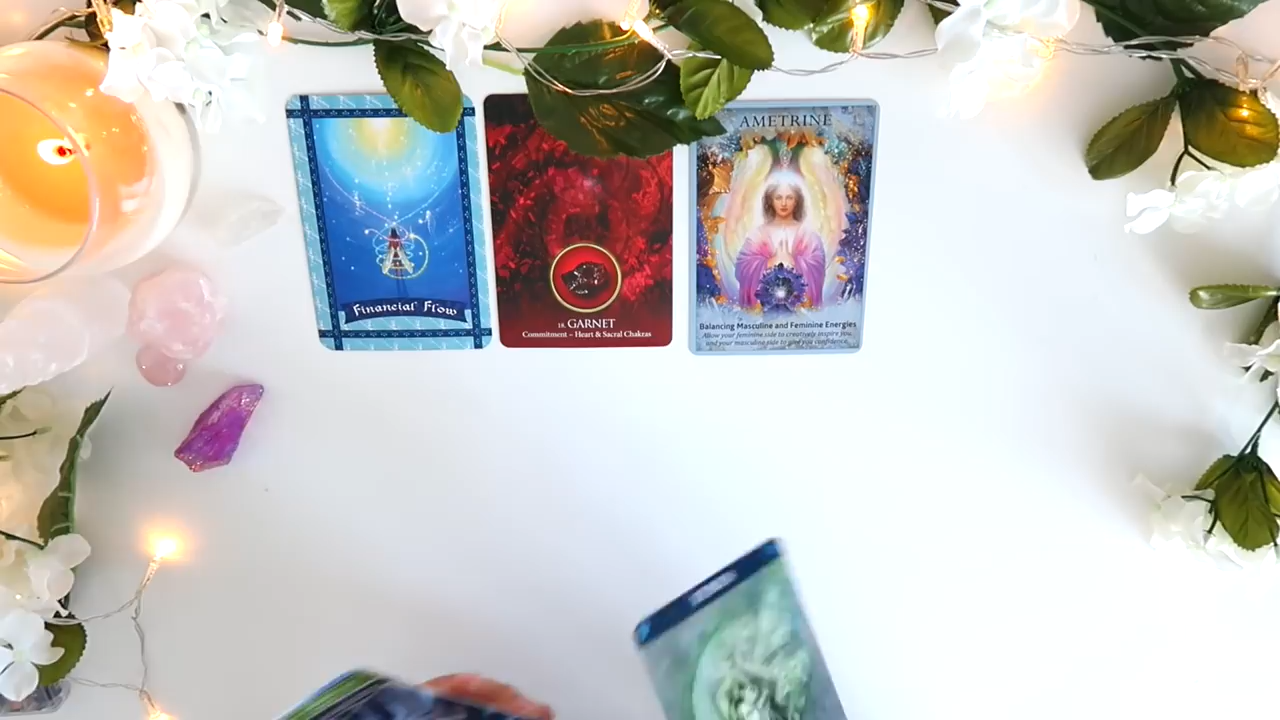 Financial Flow
18. GARNET
Commitment – Heart & Sacral Chakras
AMETRINE
Balancing Masculine and Feminine Energies
Allow your feminine side to creatively inspire you
and your masculine side to give you confidence.